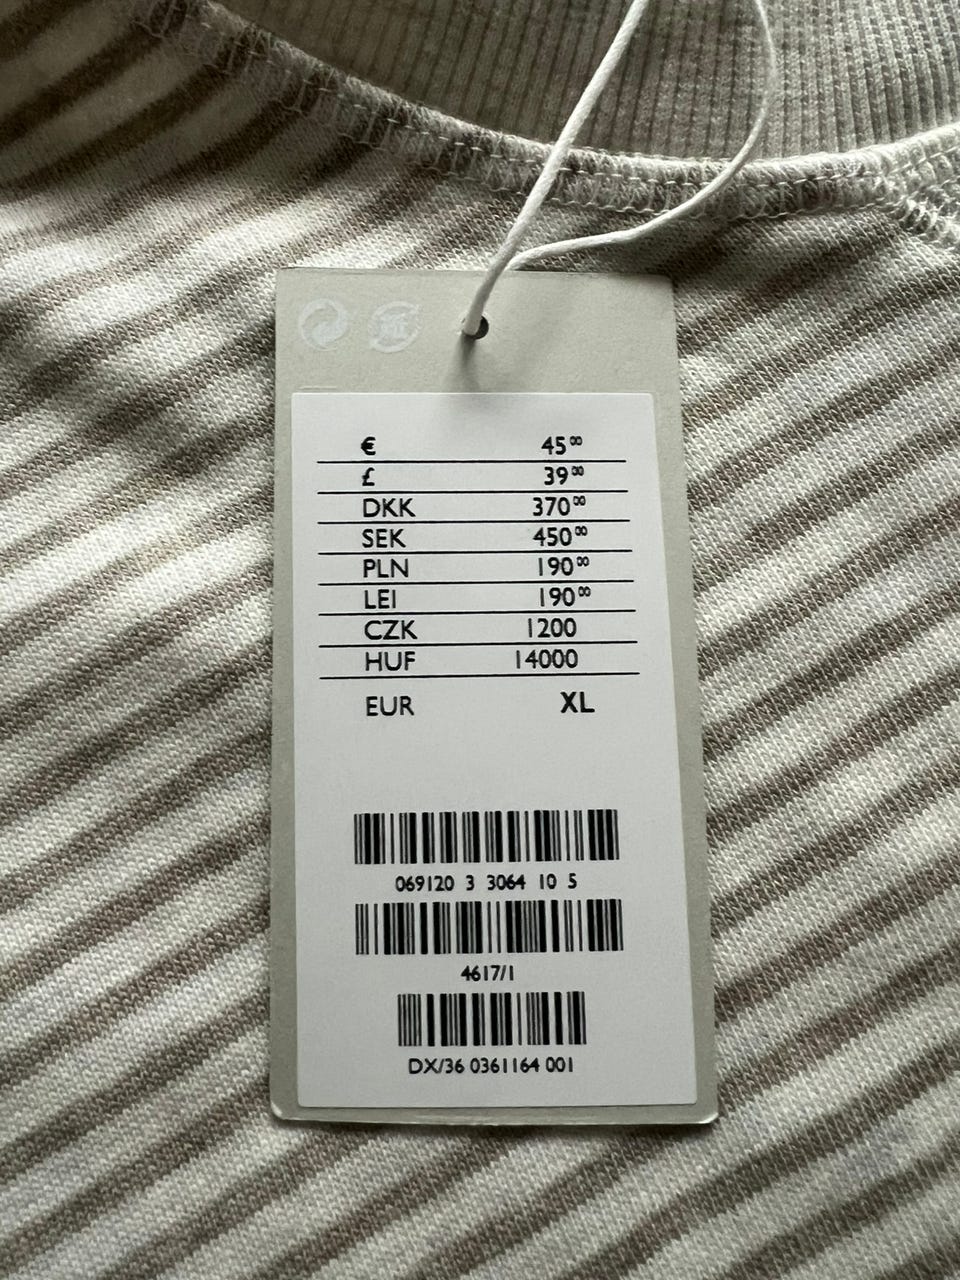 € 45⁰⁰
£ 39⁰⁰
DKK 370⁰⁰
SEK 450⁰⁰
PLN 190⁰⁰
LEI 190⁰⁰
CZK 1200
HUF 14000
EUR XL
069120 3 3064 10 5
4617/1
DX/36 0361164 001